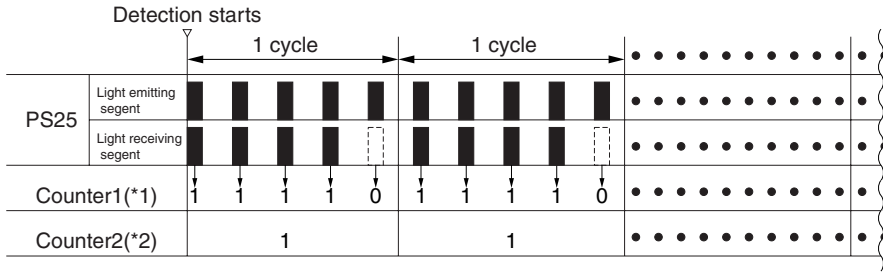 Detection starts
1 cycle 1 cycle
PS25
Light emitting
segent
Light receiving
segent
Counter1(*1) 1 1 1 1 0 1 1 1 1 0
Counter2(*2) 1 1